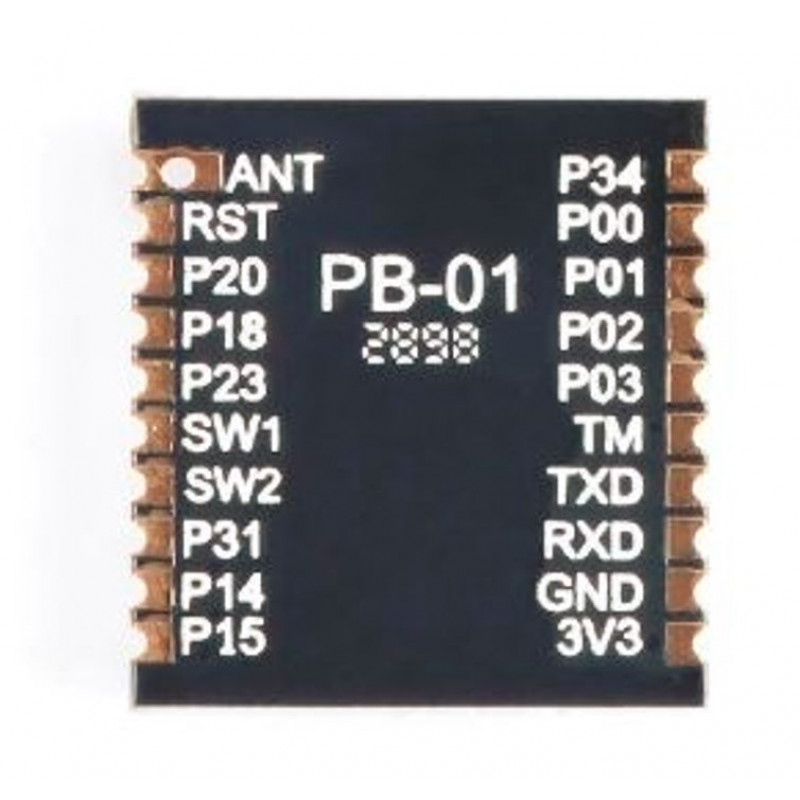 ANT P34
RST P00
P20 PB-01 P01
P18 2898 P02
P23 P03
SW1 TM
SW2 TXD
P31 RXD
P14 GND
P15 3V3